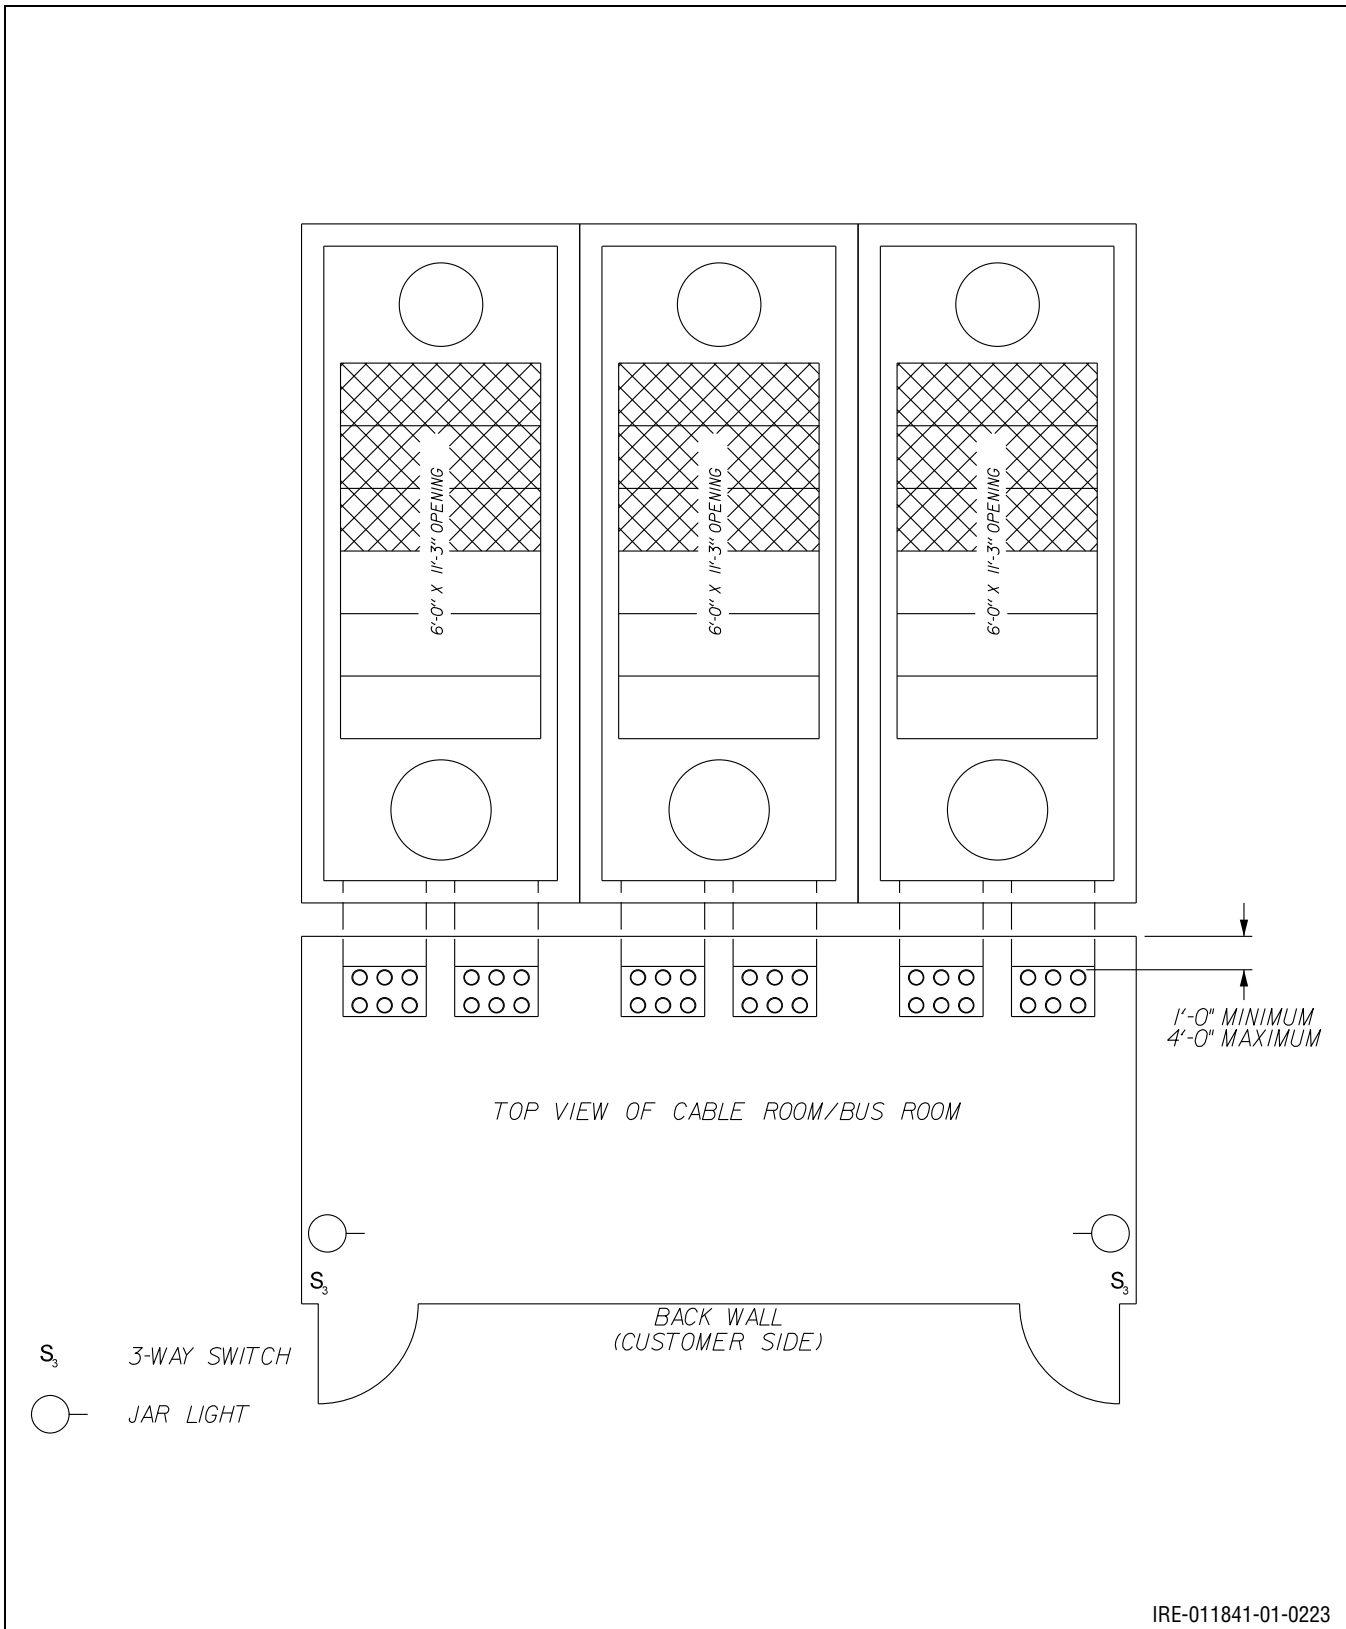 6'-0" X 11'-3" OPENING
6'-0" X 11'-3" OPENING
6'-0" X 11'-3" OPENING
1'-0" MINIMUM
4'-0" MAXIMUM
TOP VIEW OF CABLE ROOM/BUS ROOM
S3
S3
BACK WALL
(CUSTOMER SIDE)
S3 3-WAY SWITCH
JAR LIGHT
IRE-011841-01-0223